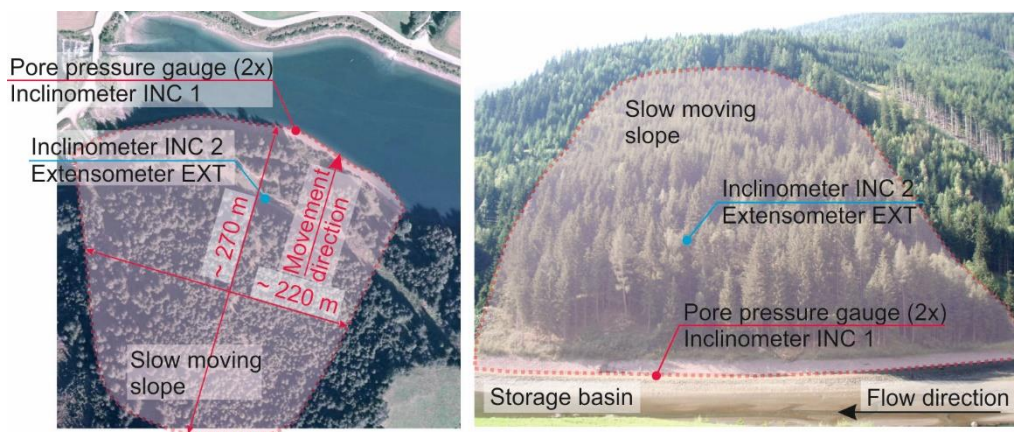 Pore pressure gauge (2x)
Inclinometer INC 1
Inclinometer INC 2
Extensometer EXT
~ 270 m
Movement
direction
~ 220 m
Slow moving
slope
Slow moving
slope
Inclinometer INC 2
Extensometer EXT
Pore pressure gauge (2x)
Inclinometer INC 1
Storage basin
Flow direction